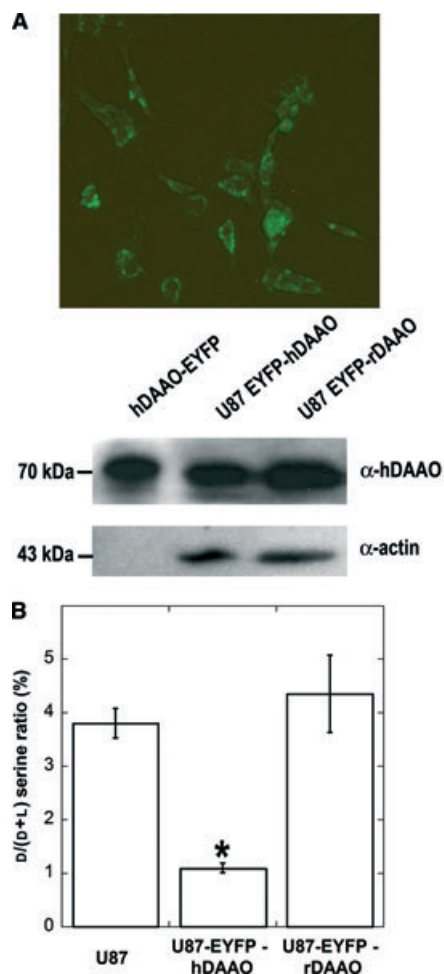 A
hDAAO-EYFP
U87 EYFP-hDAAO
U87 EYFP-rDAAO
70 kDa
α-hDAAO
43 kDa
α-actin
B
D/(D+L) serine ratio (%)
5
4
3
2
1
0
*
U87
U87-EYFP -
hDAAO
U87-EYFP -
rDAAO